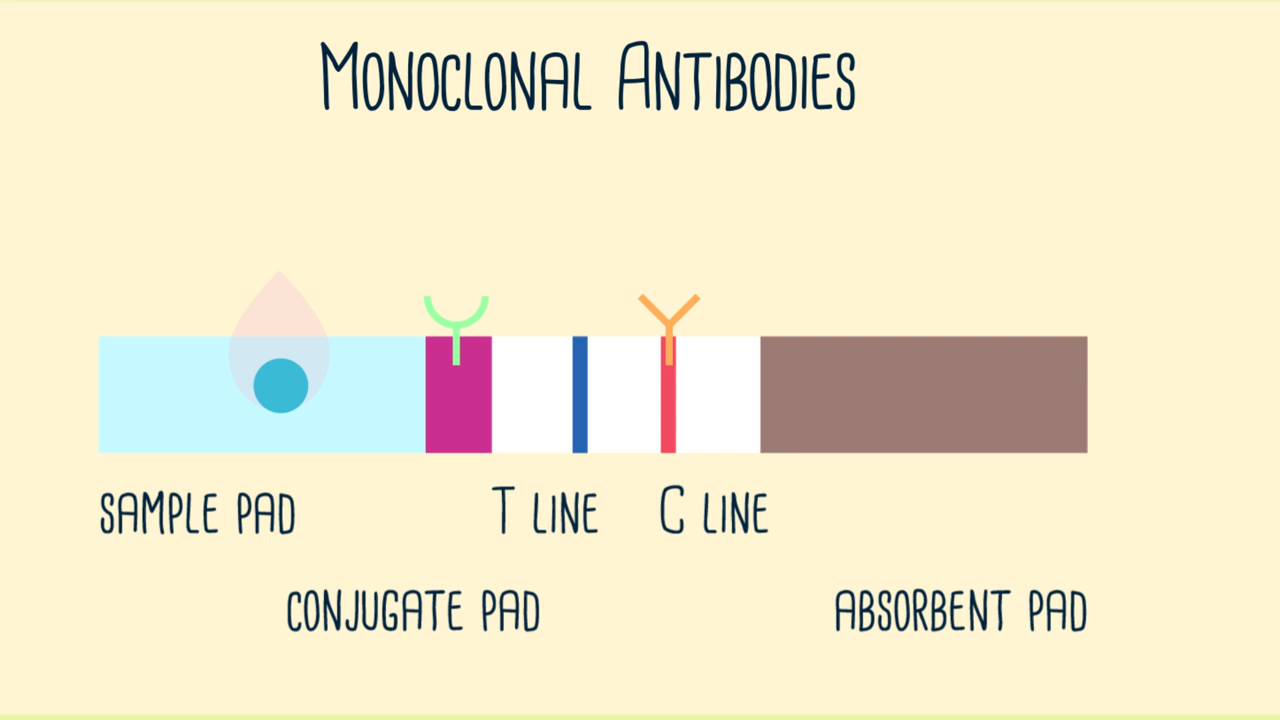 Monoclonal Antibodies
SAMPLE PAD
T LINE
C LINE
CONJUGATE PAD
ABSORBENT PAD